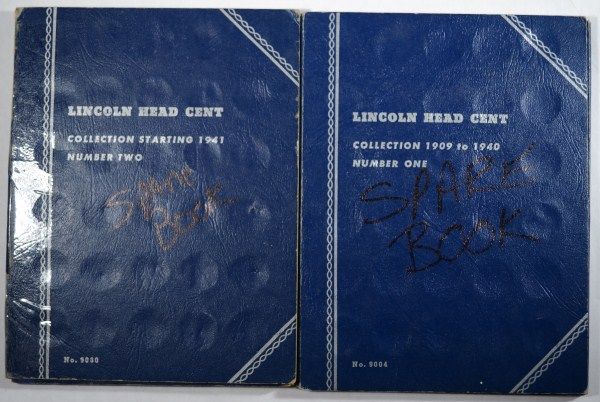 LINCOLN HEAD CENT
COLLECTION STARTING 1941
NUMBER TWO
Spare
BOOK
No. 9030
LINCOLN HEAD CENT
COLLECTION 1909 to 1940
NUMBER ONE
SPARE
BOOK
No. 9004